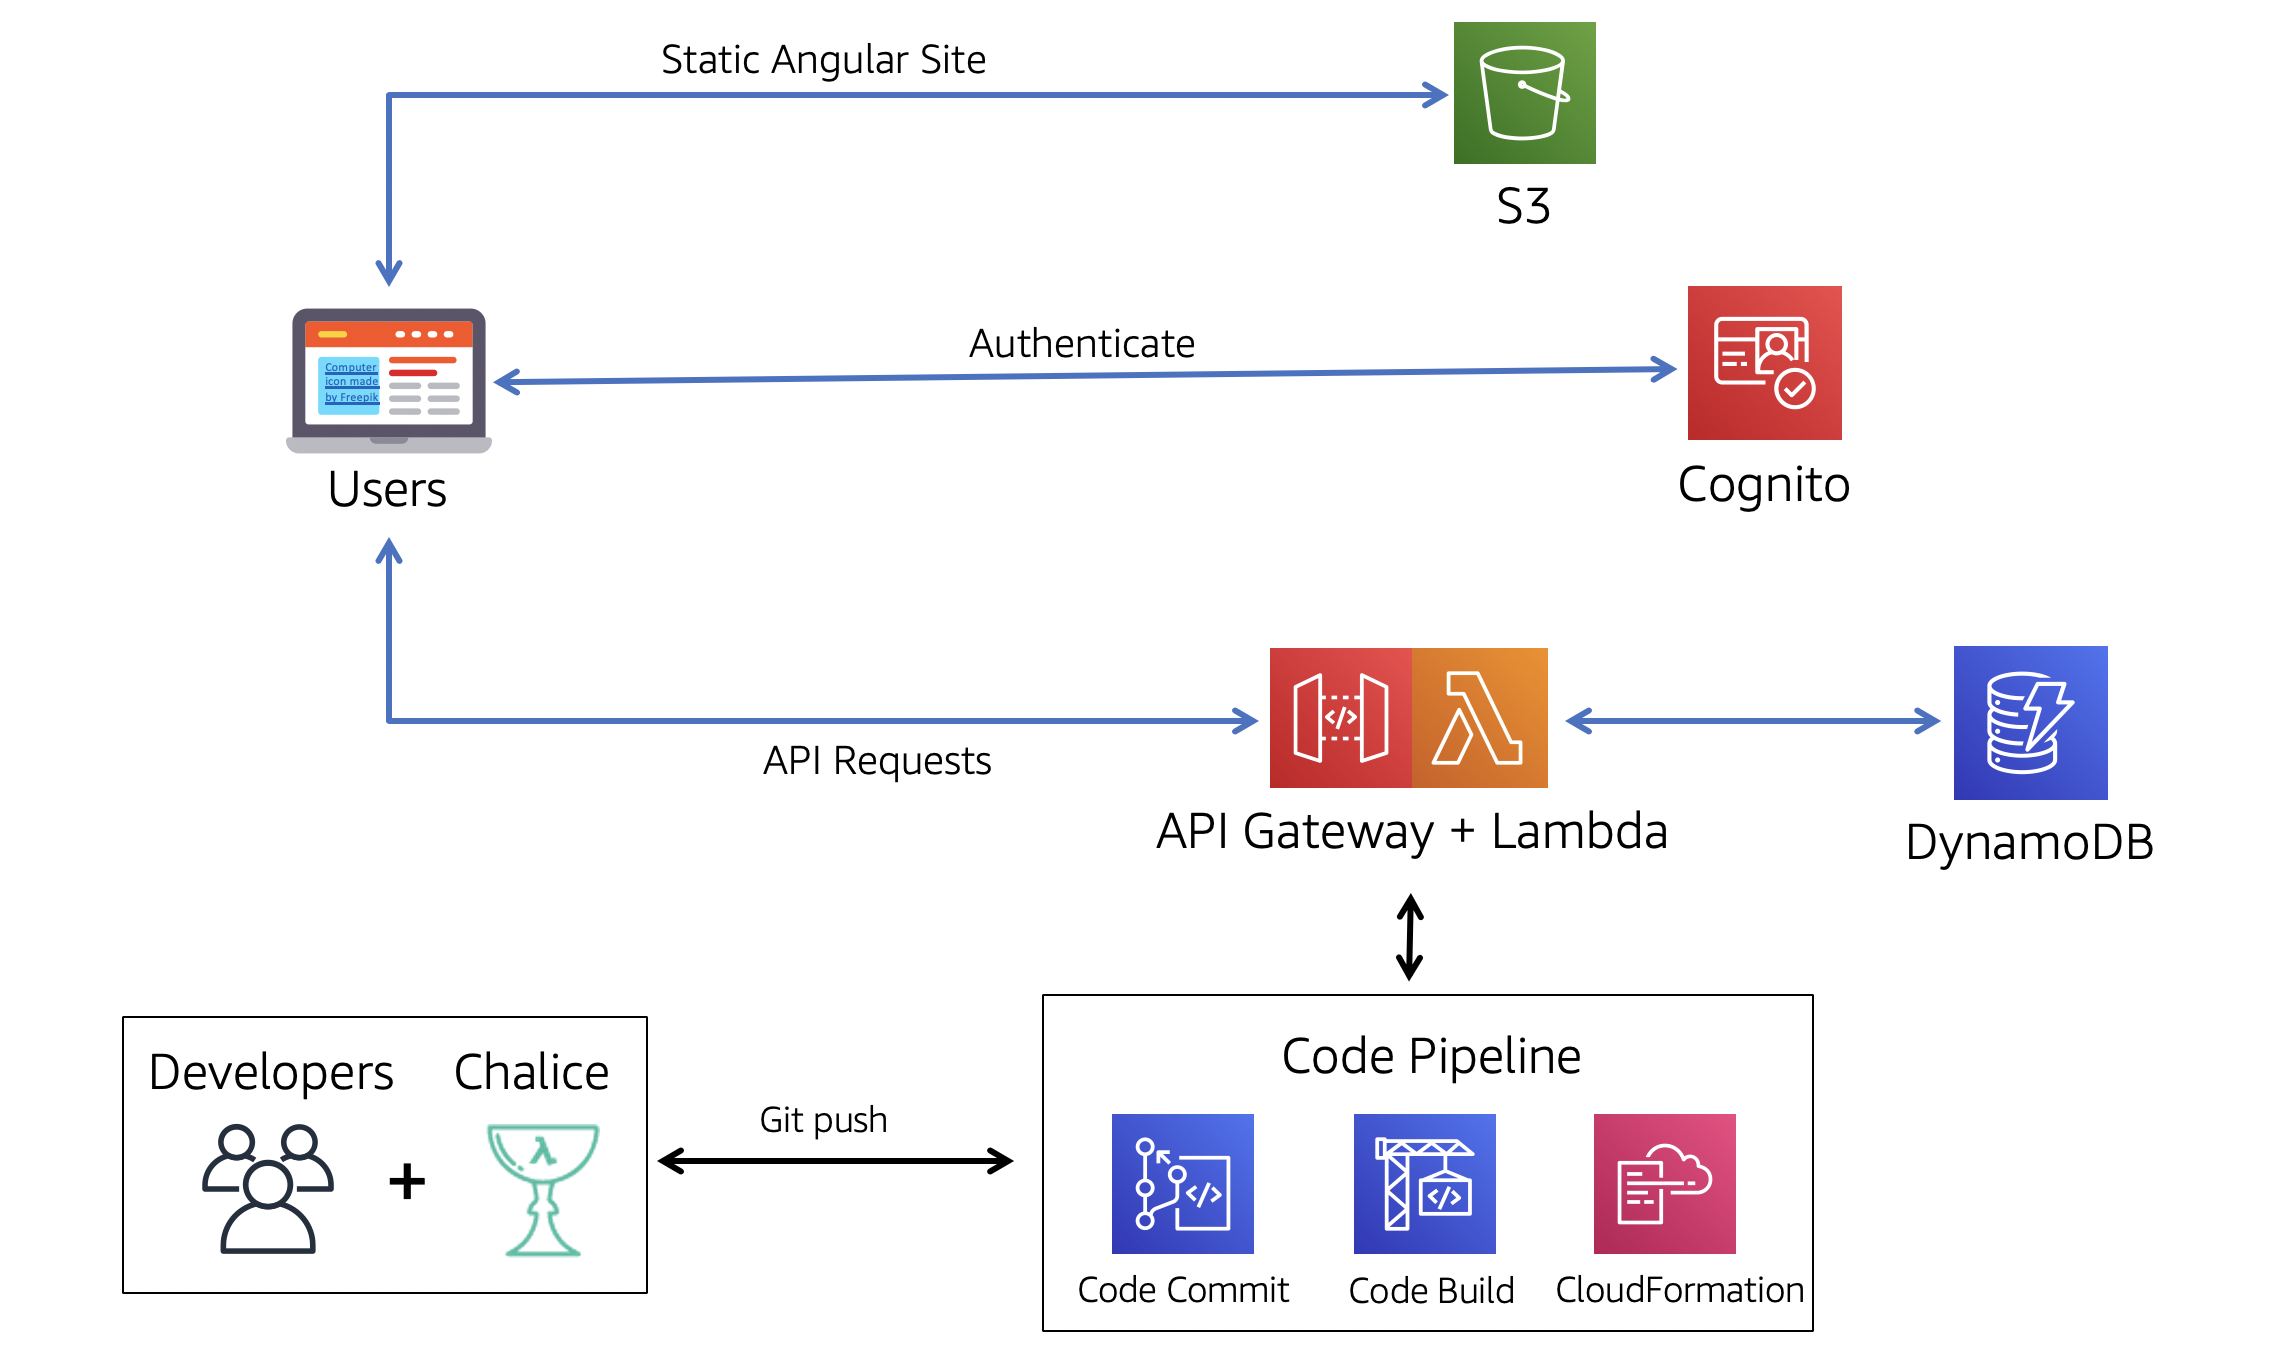 Static Angular Site
S3
Computer
icon made
by Freepik
Users
Authenticate
Cognito
API Requests
API Gateway + Lambda
DynamoDB
Developers
Chalice
+
λ
Git push
Code Pipeline
Code Commit
Code Build
CloudFormation